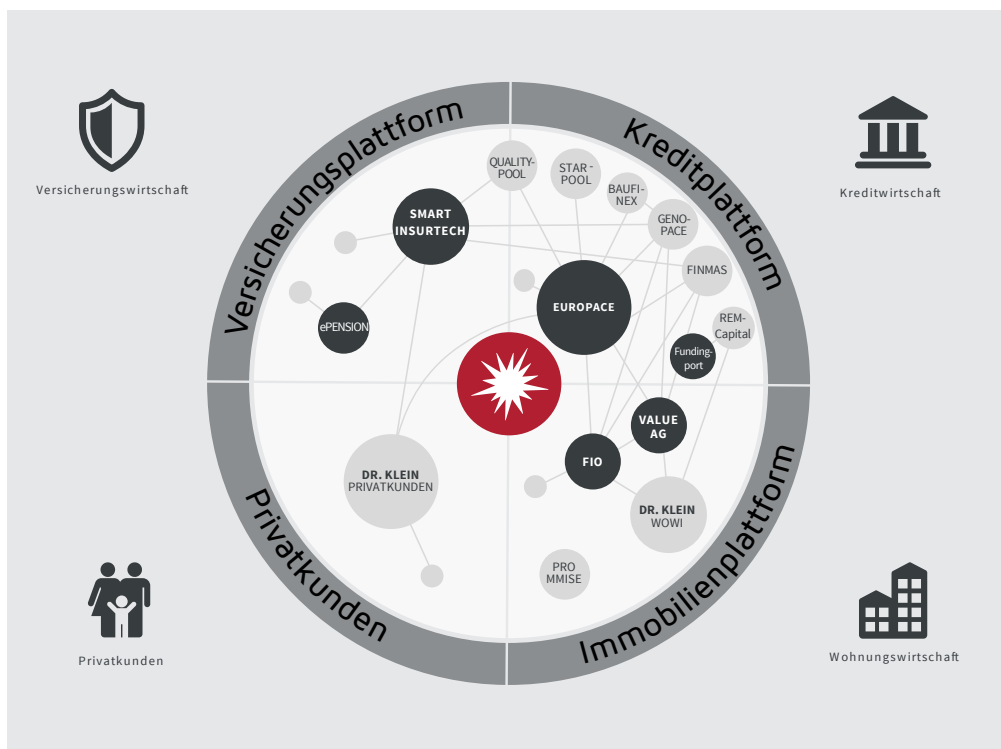 Versicherungsplattform
Kreditplattform
Versicherungswirtschaft
Kreditwirtschaft
QUALITY-
POOL
STAR-
POOL
BAUFI-
NEX
GENO-
PACE
SMART
INSURTECH
FINMAS
EUROPACE
REM-
Capital
ePENSION
Funding-
port
VALUE
AG
FIO
DR. KLEIN
PRIVATKUNDEN
DR. KLEIN
WOWI
PRO
MMISE
Privatkunden
Immobilienplattform
Privatkunden
Wohnungswirtschaft